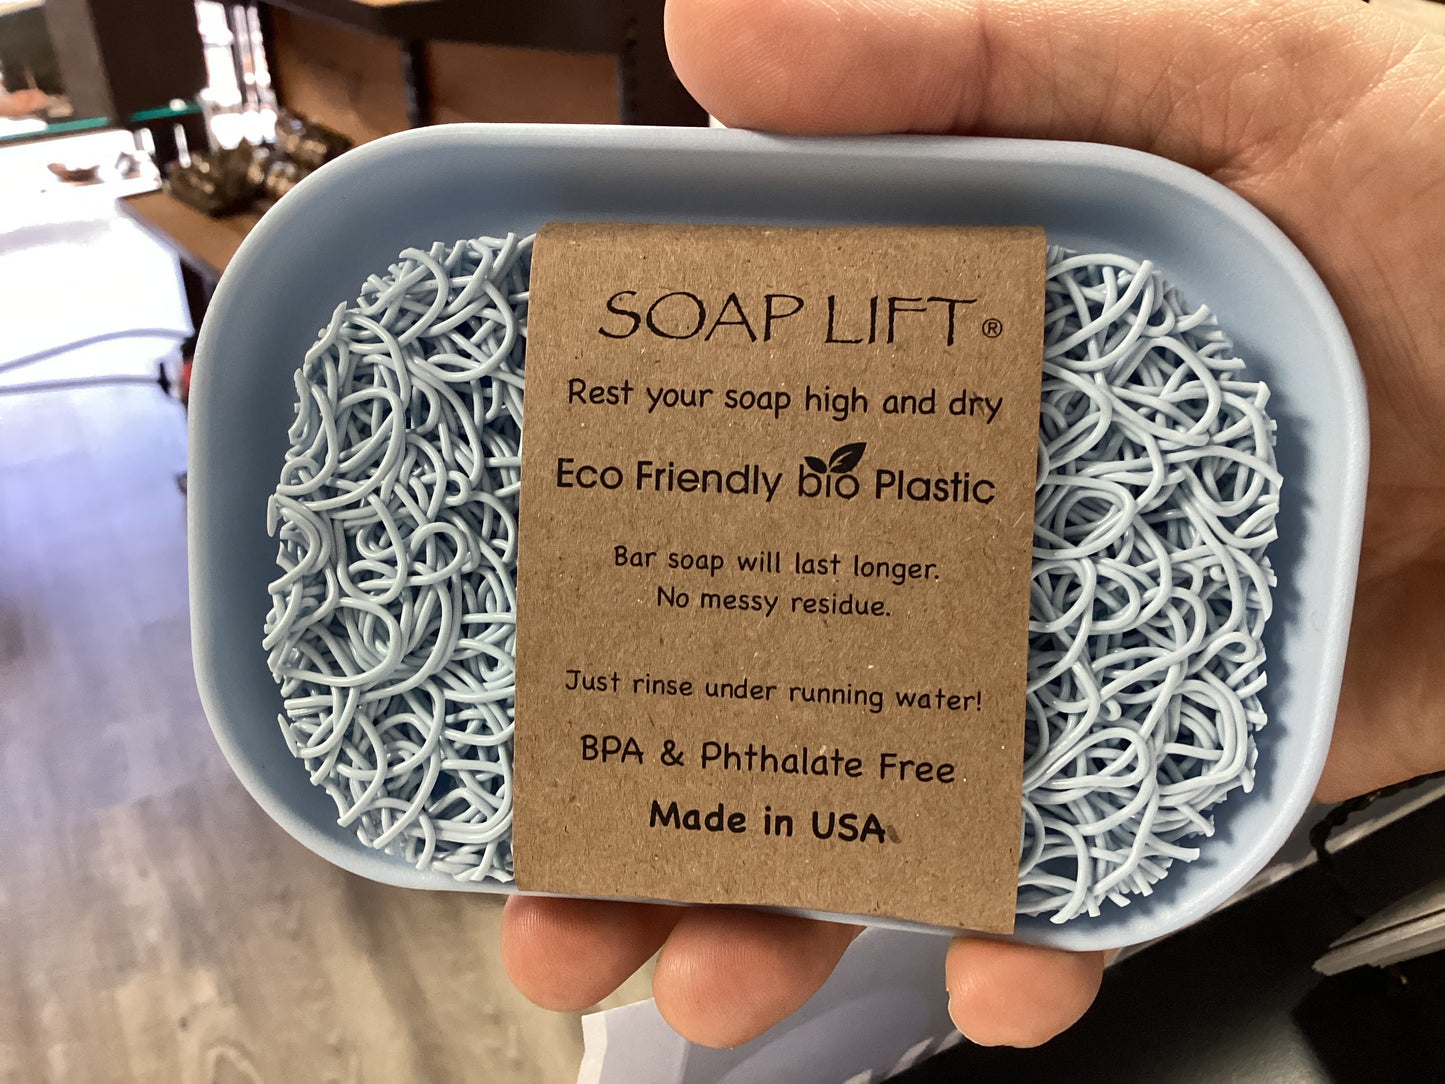 SOAP LIFT®
Rest your soap high and dry
Eco Friendly bio Plastic
Bar soap will last longer.
No messy residue.
Just rinse under running water!
BPA & Phthalate Free
Made in USA